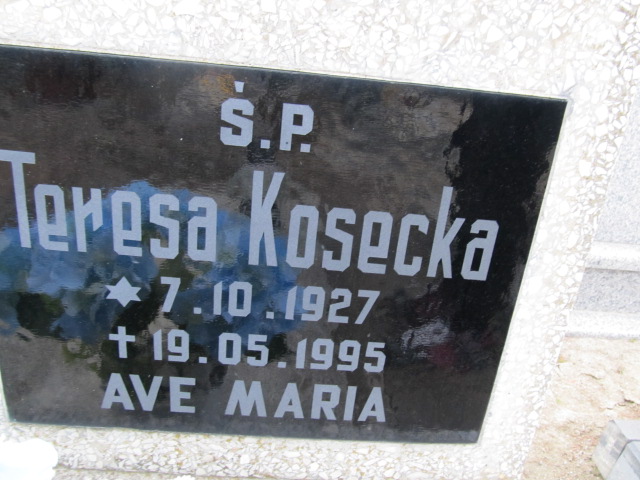 Ś.P.
Teresa Kosecka
✶ 7.10.1927
✝ 19.05.1995
AVE MARIA